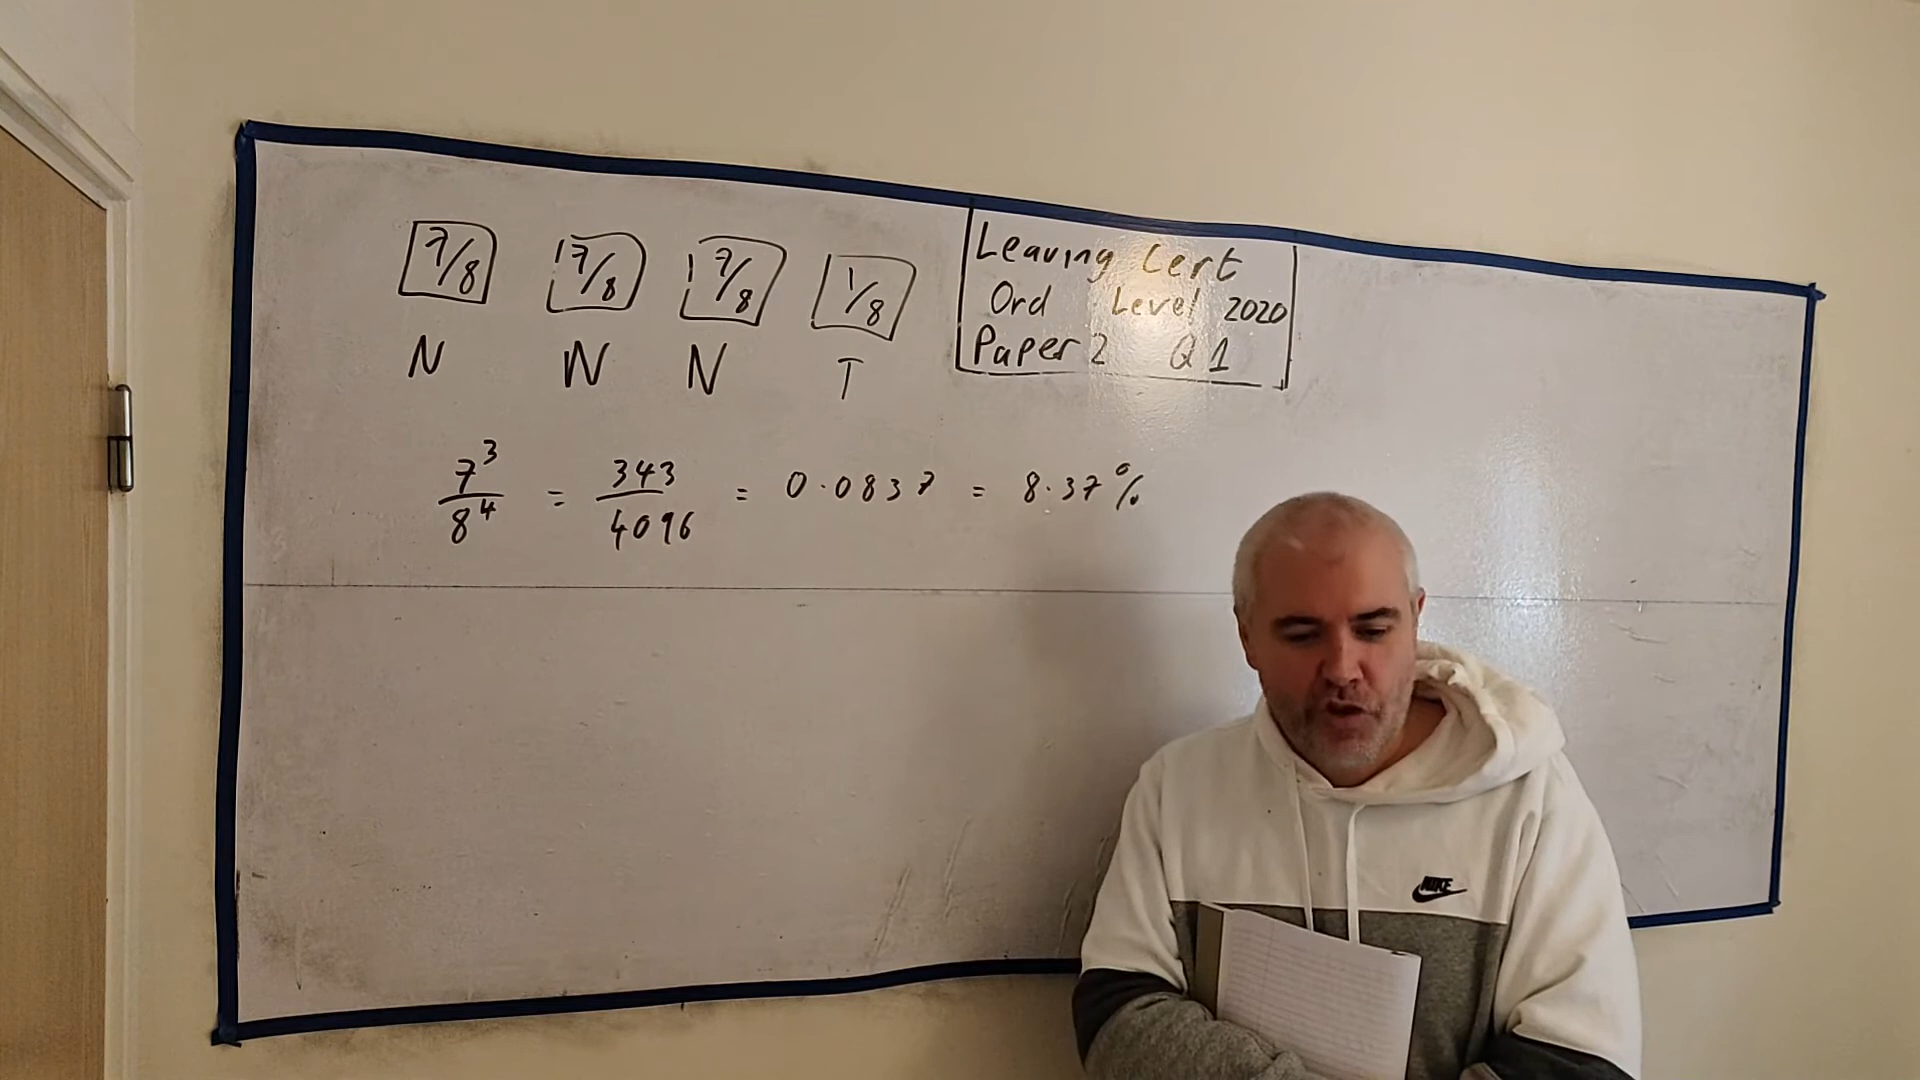 7/8 7/8 7/8 1/8
N N N T
Leaving Cert
Ord Level 2020
Paper 2 Q1
7³/8⁴ = 343/4096 = 0.0837 = 8.37%
NIKE